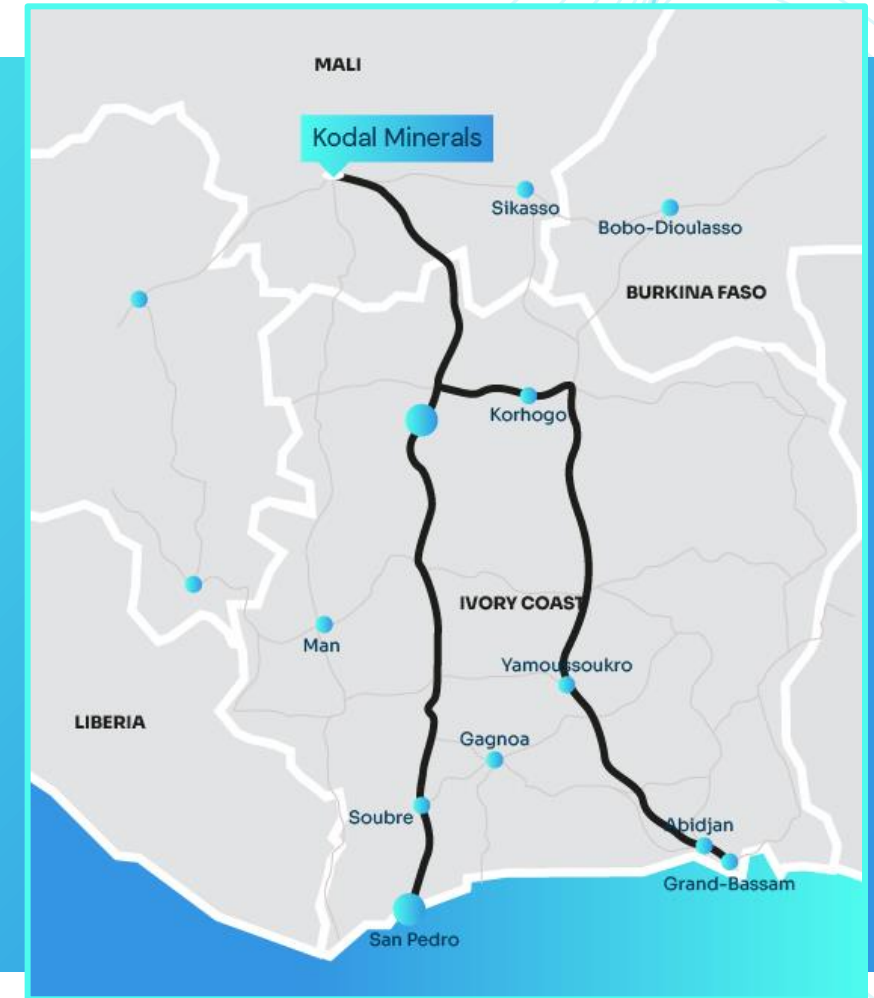 MALI
Kodal Minerals
Sikasso
Bobo-Dioulasso
BURKINA FASO
Korhogo
IVORY COAST
Man
Yamoussoukro
LIBERIA
Gagnoa
Soubre
Abidjan
Grand-Bassam
San Pedro